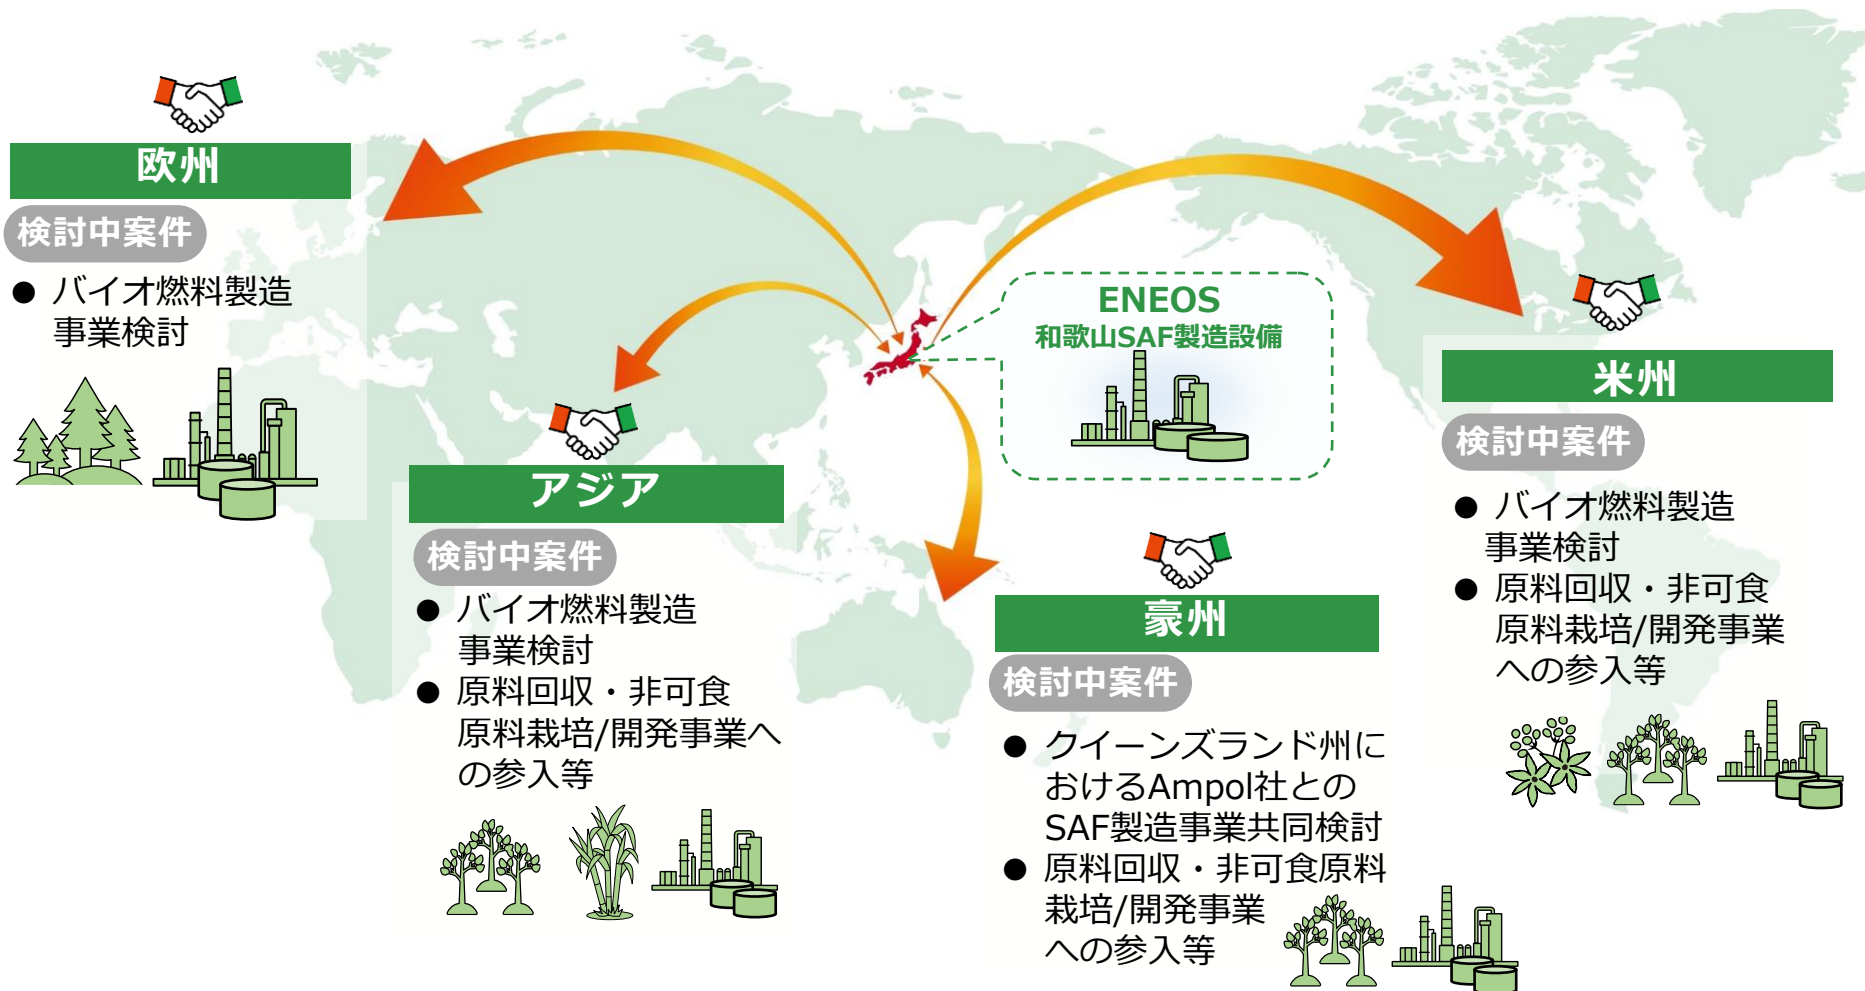 欧州
検討中案件
● バイオ燃料製造
事業検討
アジア
検討中案件
● バイオ燃料製造
事業検討
● 原料回収・非可食
原料栽培/開発事業へ
の参入等
ENEOS
和歌山SAF製造設備
豪州
検討中案件
● クイーンズランド州に
おけるAmpol社との
SAF製造事業共同検討
● 原料回収・非可食原料
栽培/開発事業
への参入等
米州
検討中案件
● バイオ燃料製造
事業検討
● 原料回収・非可食
原料栽培/開発事業
への参入等